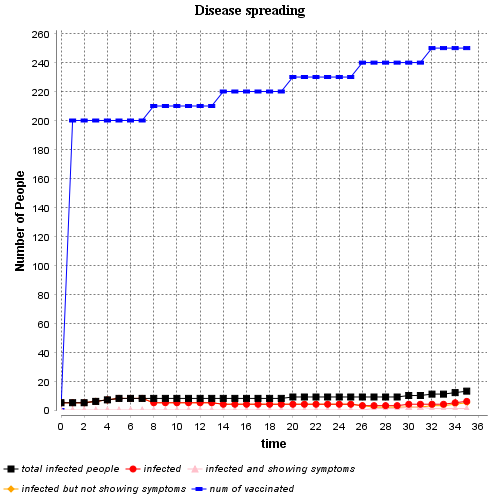 Disease spreading
260
240
220
200
180
160
140
120
100
80
60
40
20
0
Number of People
0 2 4 6 8 10 12 14 16 18 20 22 24 26 28 30 32 34 36
time
total infected people infected infected and showing symptoms
infected but not showing symptoms num of vaccinated